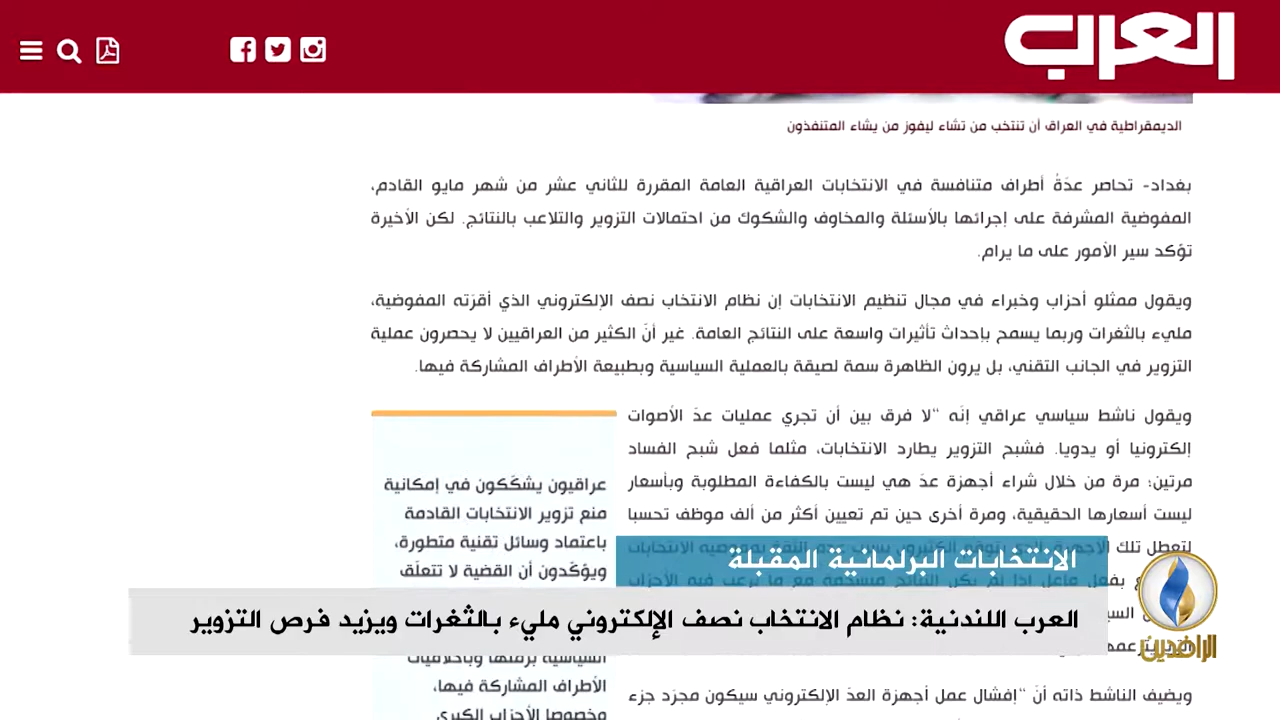 العرب
الديمقراطية في العراق أن تنتخب من تشاء ليفوز من يشاء المتنفذون
بغداد- تحاصر عدّةُ أطراف متنافسة في الانتخابات العراقية العامة المقررة للثاني عشر من شهر مايو القادم،
المفوضية المشرفة على إجرائها بالأسئلة والمخاوف والشكوك من احتمالات التزوير والتلاعب بالنتائج. لكن الأخيرة
تؤكد سير الأمور على ما يرام.
ويقول ممثلو أحزاب وخبراء في مجال تنظيم الانتخابات إن نظام الانتخاب نصف الإلكتروني الذي أقرّته المفوضية،
مليء بالثغرات وربما يسمح بإحداث تأثيرات واسعة على النتائج العامة. غير أنّ الكثير من العراقيين لا يحصرون عملية
التزوير في الجانب التقني، بل يرون الظاهرة سمة لصيقة بالعملية السياسية وبطبيعة الأطراف المشاركة فيها.
ويقول ناشط سياسي عراقي إنّه “لا فرق بين أن تجري عمليات عدّ الأصوات
إلكترونيا أو يدويا. فشبح التزوير يطارد الانتخابات، مثلما فعل شبح الفساد
مرتين؛ مرة من خلال شراء أجهزة عدّ هي ليست بالكفاءة المطلوبة وبأسعار
ليست أسعارها الحقيقية، ومرة أخرى حين تم تعيين أكثر من ألف موظف تحسبا
لتعطل تلك
ويضيف الناشط ذاته أنّ “إفشال عمل أجهزة العدّ الإلكتروني سيكون مجرّد جزء
عراقيون يشكّكون في إمكانية
منع تزوير الانتخابات القادمة
باعتماد وسائل تقنية متطورة،
ويؤكّدون أن القضية لا تتعلّق
الأطراف المشاركة فيها،
وخصوصا الأحزاب الكبرى
الانتخابات البرلمانية المقبلة
العرب اللندنية: نظام الانتخاب نصف الإلكتروني مليء بالثغرات ويزيد فرص التزوير
الرافدين